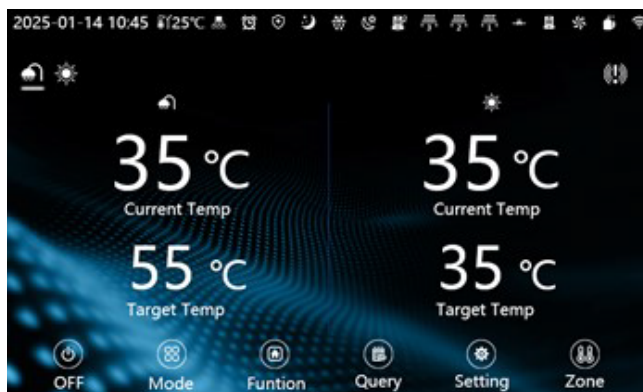 2025-01-14 10:45 25℃
35 ℃ 35 ℃
Current Temp Current Temp
55 ℃ 35 ℃
Target Temp Target Temp
OFF Mode Funtion Query Setting Zone